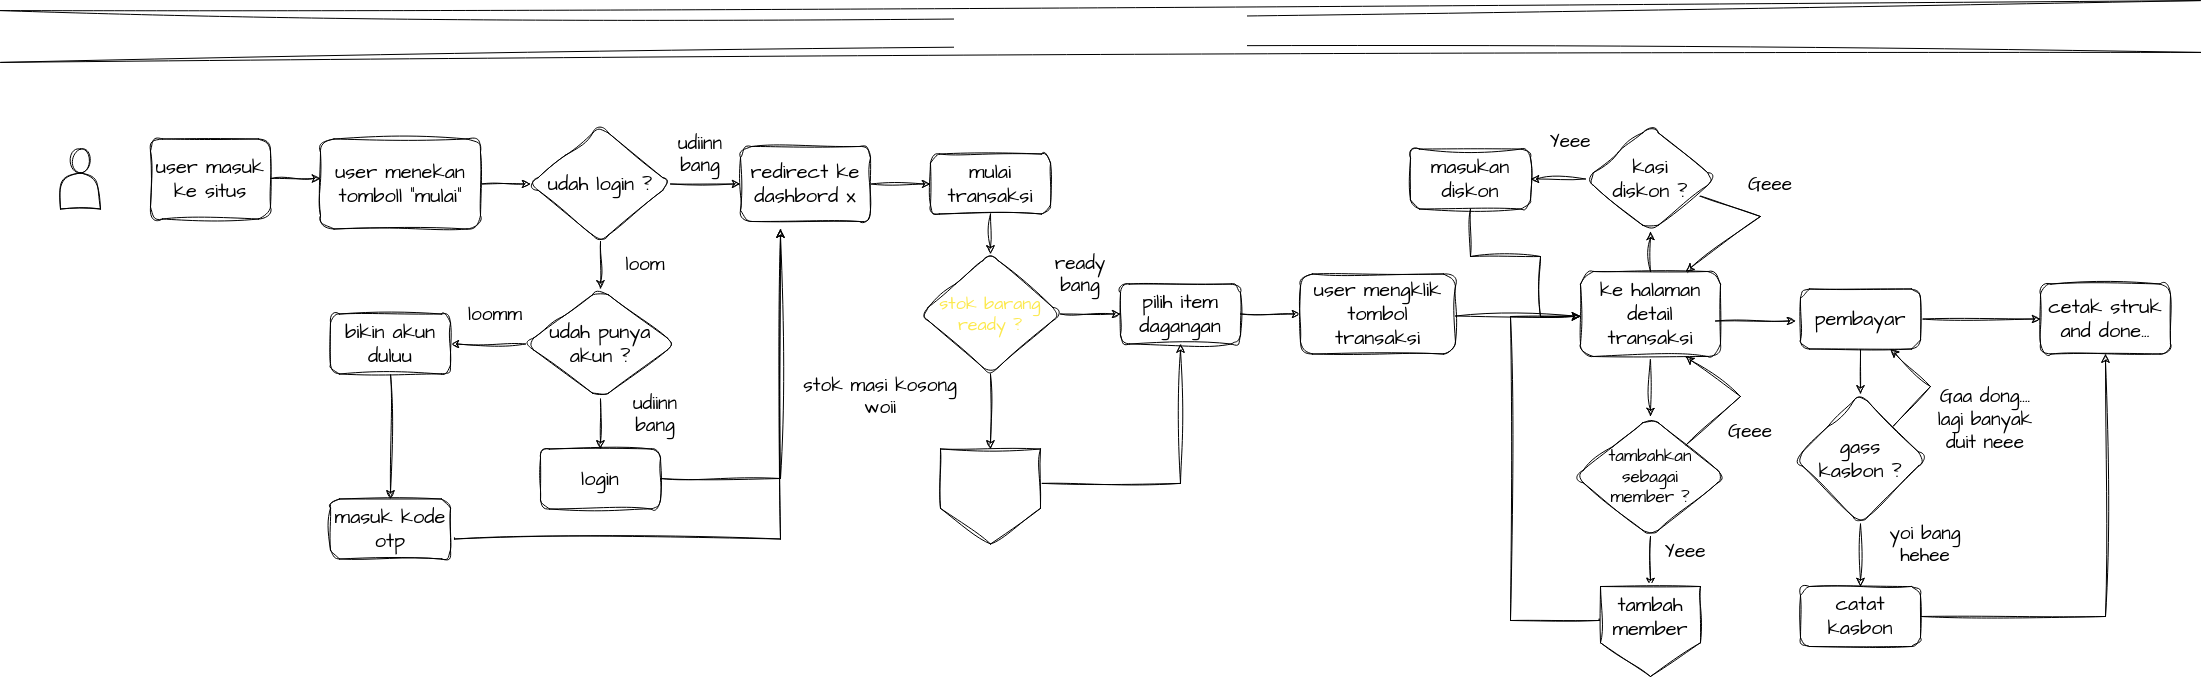 user masuk
ke situs
user menekan
tomboll "mulai"
udah login ?
udiinn
bang
redirect ke
dashbord x
mulai
transaksi
loom
udah punya
akun ?
loomm
bikin akun
duluu
masuk kode
otp
udiinn
bang
login
stok barang
ready ?
ready
bang
stok masi kosong
woii
pilih item
dagangan
user mengklik
tombol
transaksi
ke halaman
detail
transaksi
kasi
diskon ?
Yeee
masukan
diskon
Geee
tambahkan
sebagai
member ?
Geee
Yeee
tambah
member
pembayar
gass
kasbon ?
Gaa dong....
lagi banyak
duit neee
yoi bang
hehee
catat
kasbon
cetak struk
and done...